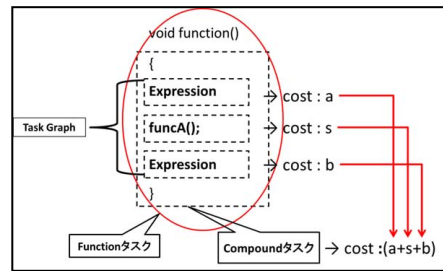 void function()
{
Expression → cost : a
Task Graph
funcA(); → cost : s
Expression → cost : b
}
Functionタスク
Compoundタスク → cost :(a+s+b)